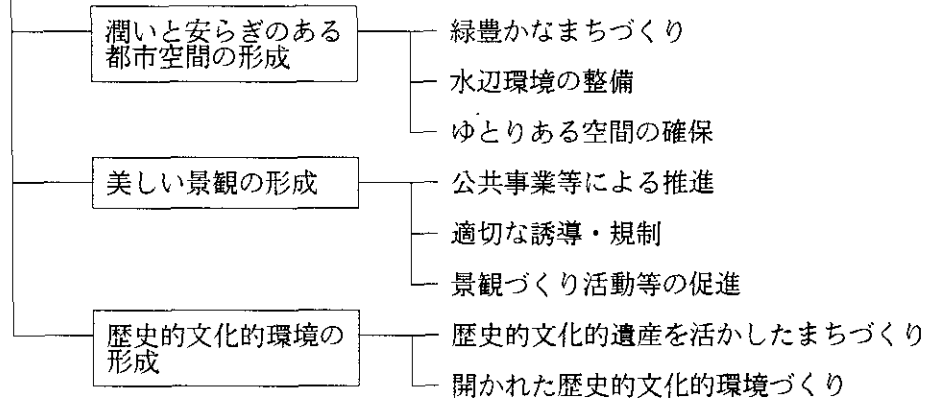 潤いと安らぎのある
都市空間の形成
緑豊かなまちづくり
水辺環境の整備
ゆとりある空間の確保
美しい景観の形成
公共事業等による推進
適切な誘導・規制
景観づくり活動等の促進
歴史的文化的環境の
形成
歴史的文化的遺産を活かしたまちづくり
開かれた歴史的文化的環境づくり